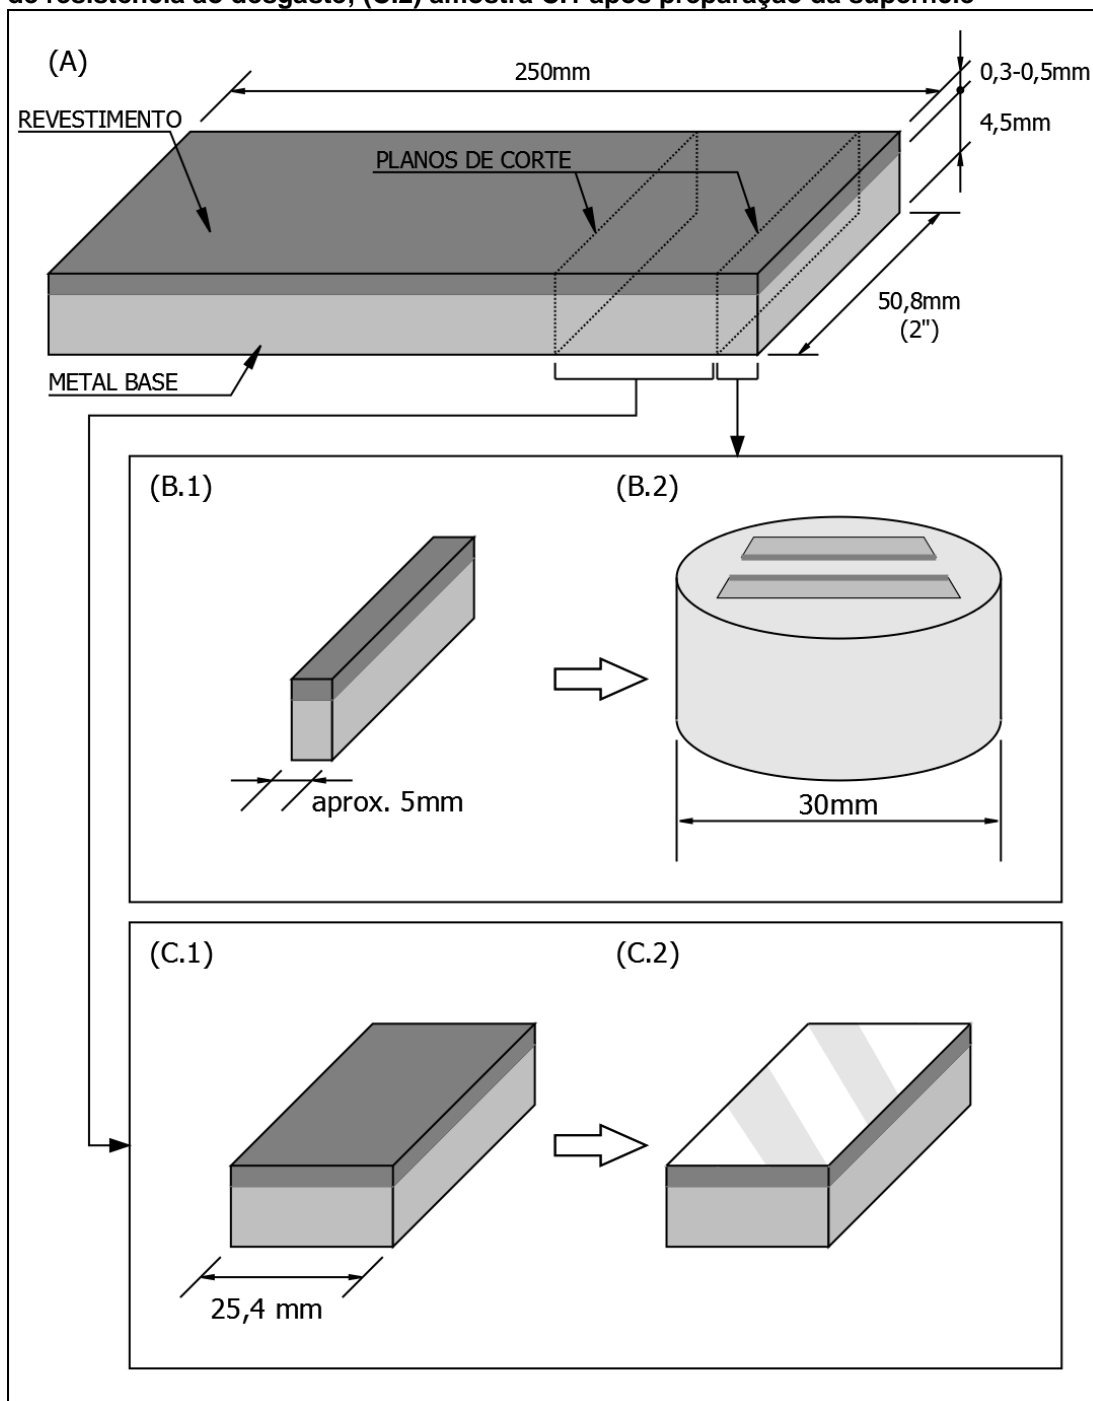 de resistência ao desgaste; (C.2) amostra C.1 após preparação da superfície
(A)
250mm
0,3-0,5mm
4,5mm
REVESTIMENTO
PLANOS DE CORTE
50,8mm
(2")
METAL BASE
(B.1)
(B.2)
aprox. 5mm
30mm
(C.1)
(C.2)
25,4 mm